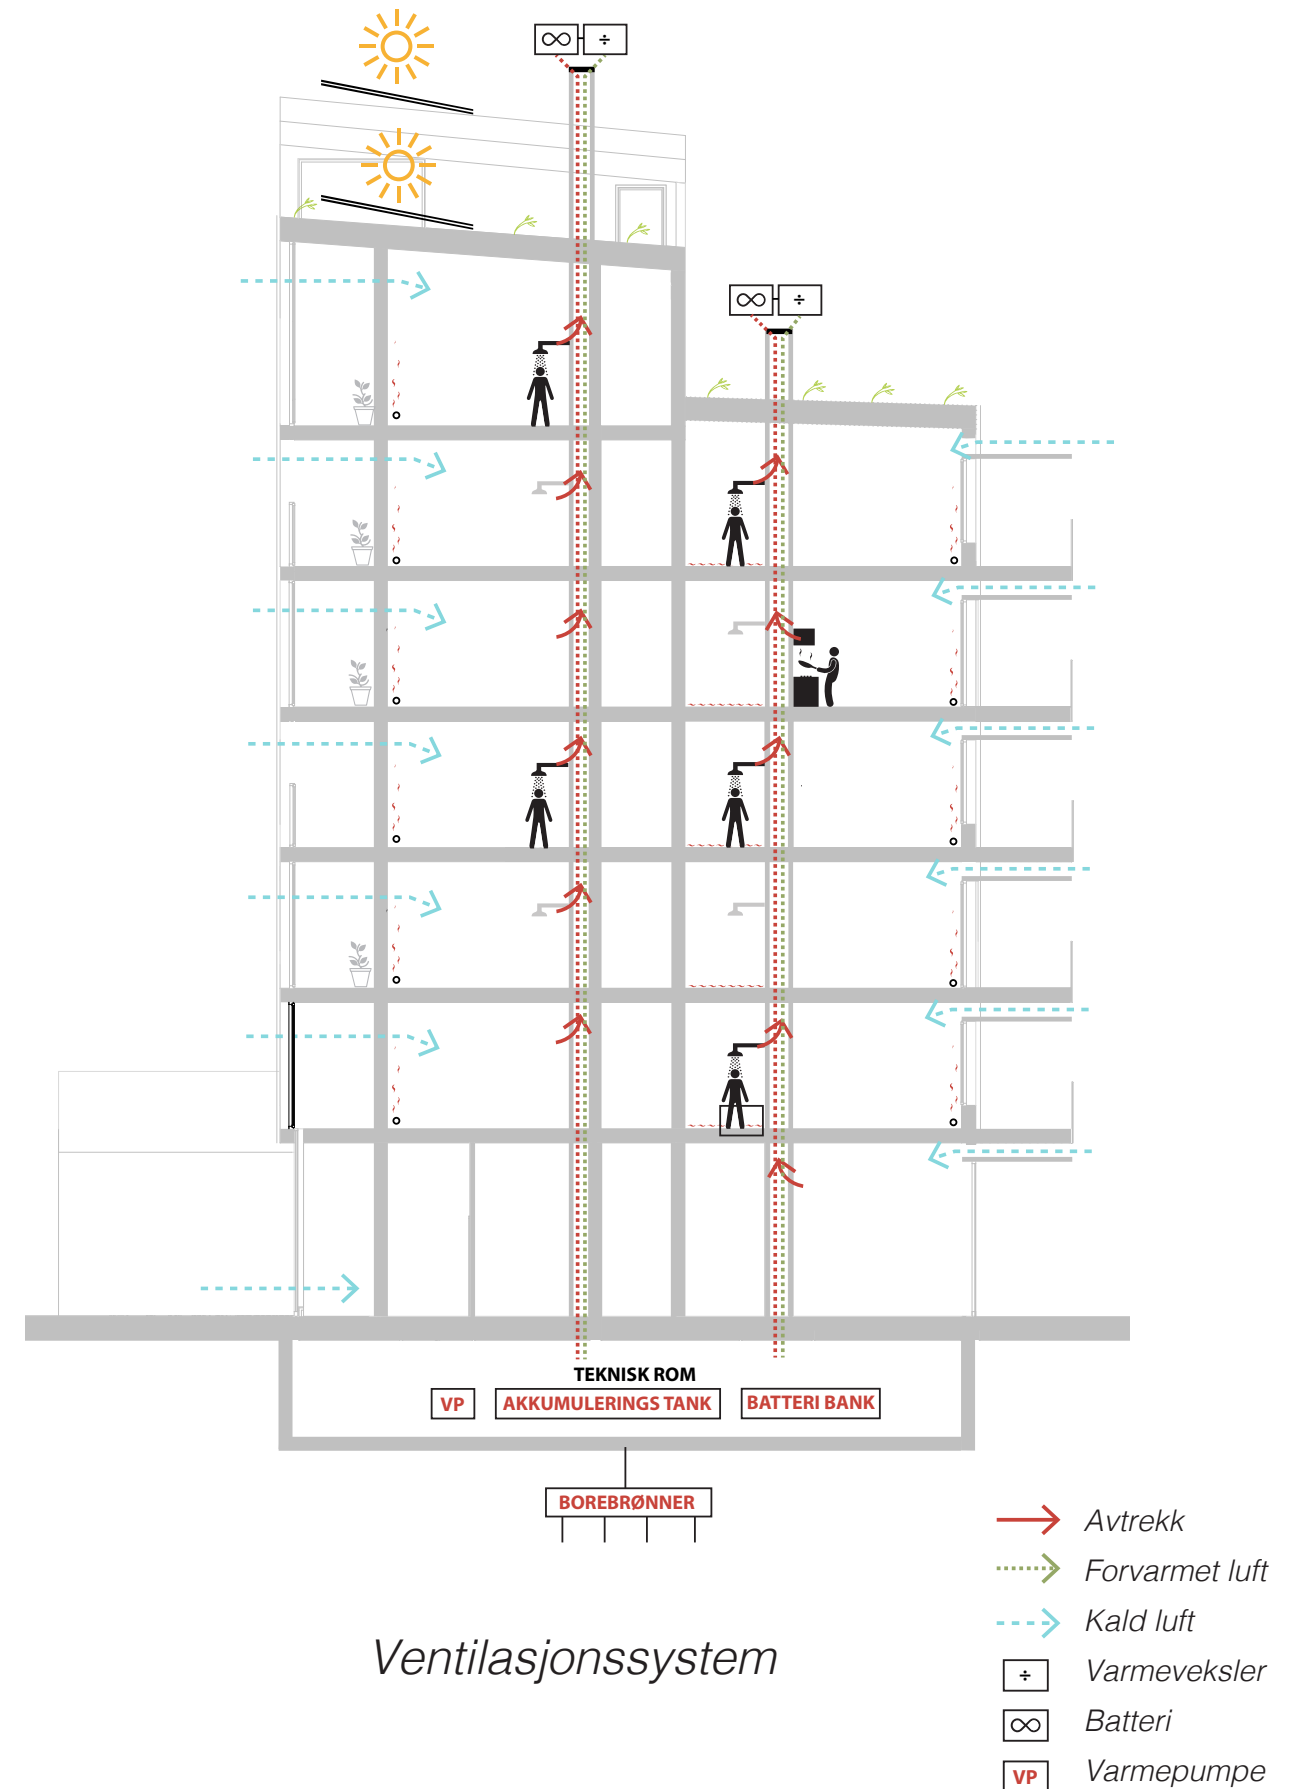 ∞ ÷
∞ ÷
TEKNISK ROM
VP AKKUMULERINGS TANK BATTERI BANK
BOREBRØNNER
Avtrekk
Forvarmet luft
Kald luft
÷ Varmeveksler
∞ Batteri
VP Varmepumpe
Ventilasjonssystem